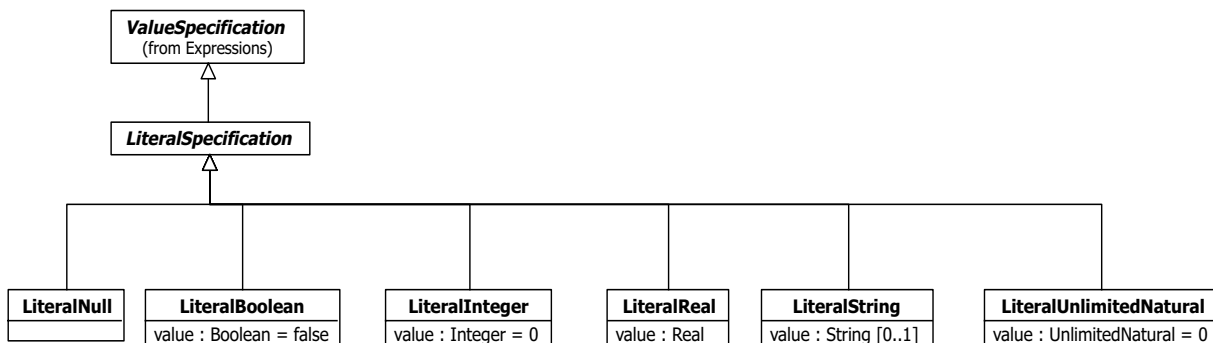 ValueSpecification
(from Expressions)
LiteralSpecification
LiteralNull
LiteralBoolean
value : Boolean = false
LiteralInteger
value : Integer = 0
LiteralReal
value : Real
LiteralString
value : String [0..1]
LiteralUnlimitedNatural
value : UnlimitedNatural = 0